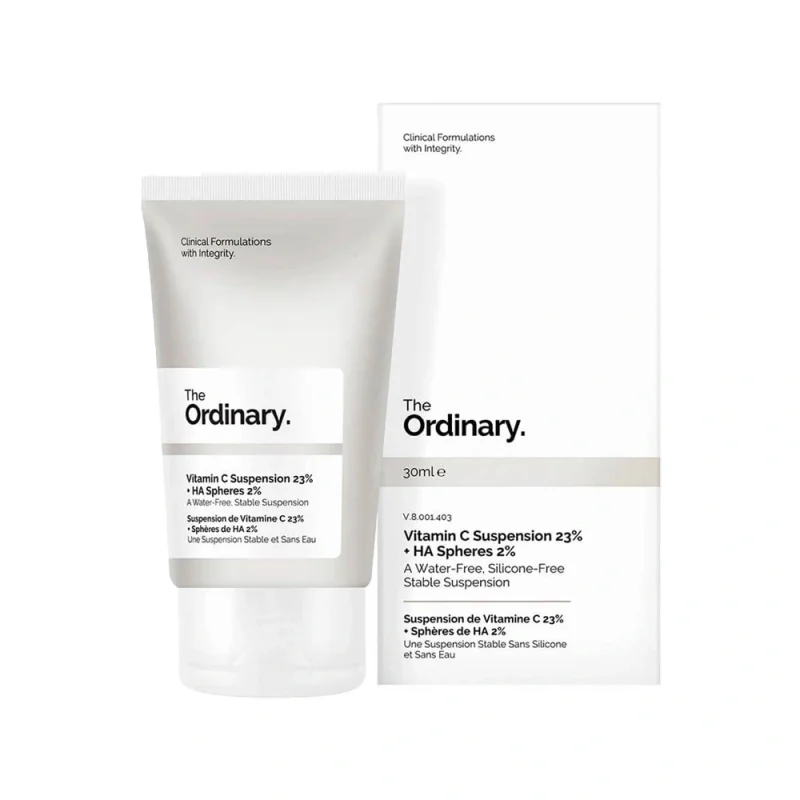 Clinical Formulations
with Integrity.
The
Ordinary.
Vitamin C Suspension 23%
+ HA Spheres 2%
A Water-Free, Stable Suspension
Suspension de Vitamine C 23%
+ Sphères de HA 2%
Une Suspension Stable et Sans Eau
Clinical Formulations
with Integrity.
The
Ordinary.
30ml e
V.8.001.403
Vitamin C Suspension 23%
+ HA Spheres 2%
A Water-Free, Silicone-Free
Stable Suspension
Suspension de Vitamine C 23%
+ Sphères de HA 2%
Une Suspension Stable Sans Silicone
et Sans Eau